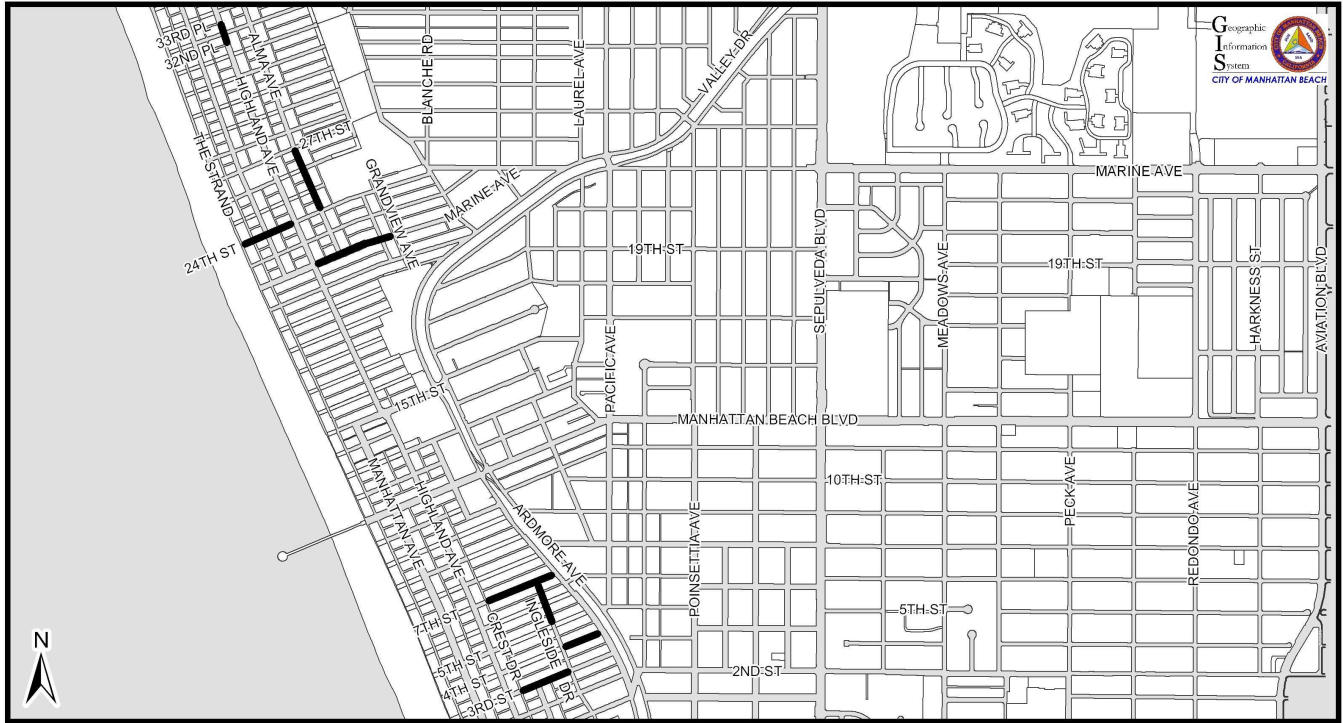 33RD PL
32ND PL
ALMA AVE
HIGHLAND AVE
27TH ST
THE STRAND
24TH ST
GRANDVIEW AVE
BLANCHE RD
LAUREL AVE
VALLEY DR
MARINE AVE
MARINE AVE
19TH ST
19TH ST
SEPULVEDA BLVD
MEADOWS AVE
HARKNESS ST
AVIATION BLVD
PACIFIC AVE
15TH ST
MANHATTAN BEACH BLVD
MANHATTAN AVE
HIGHLAND AVE
ARDMORE AVE
10TH ST
PECK AVE
REDONDO AVE
POINSETTIA AVE
5TH ST
2ND ST
7TH ST
INGLESIDE DR
CREST DR
5TH ST
4TH ST
3RD ST
N
Geographic
Information
System
CITY OF MANHATTAN BEACH